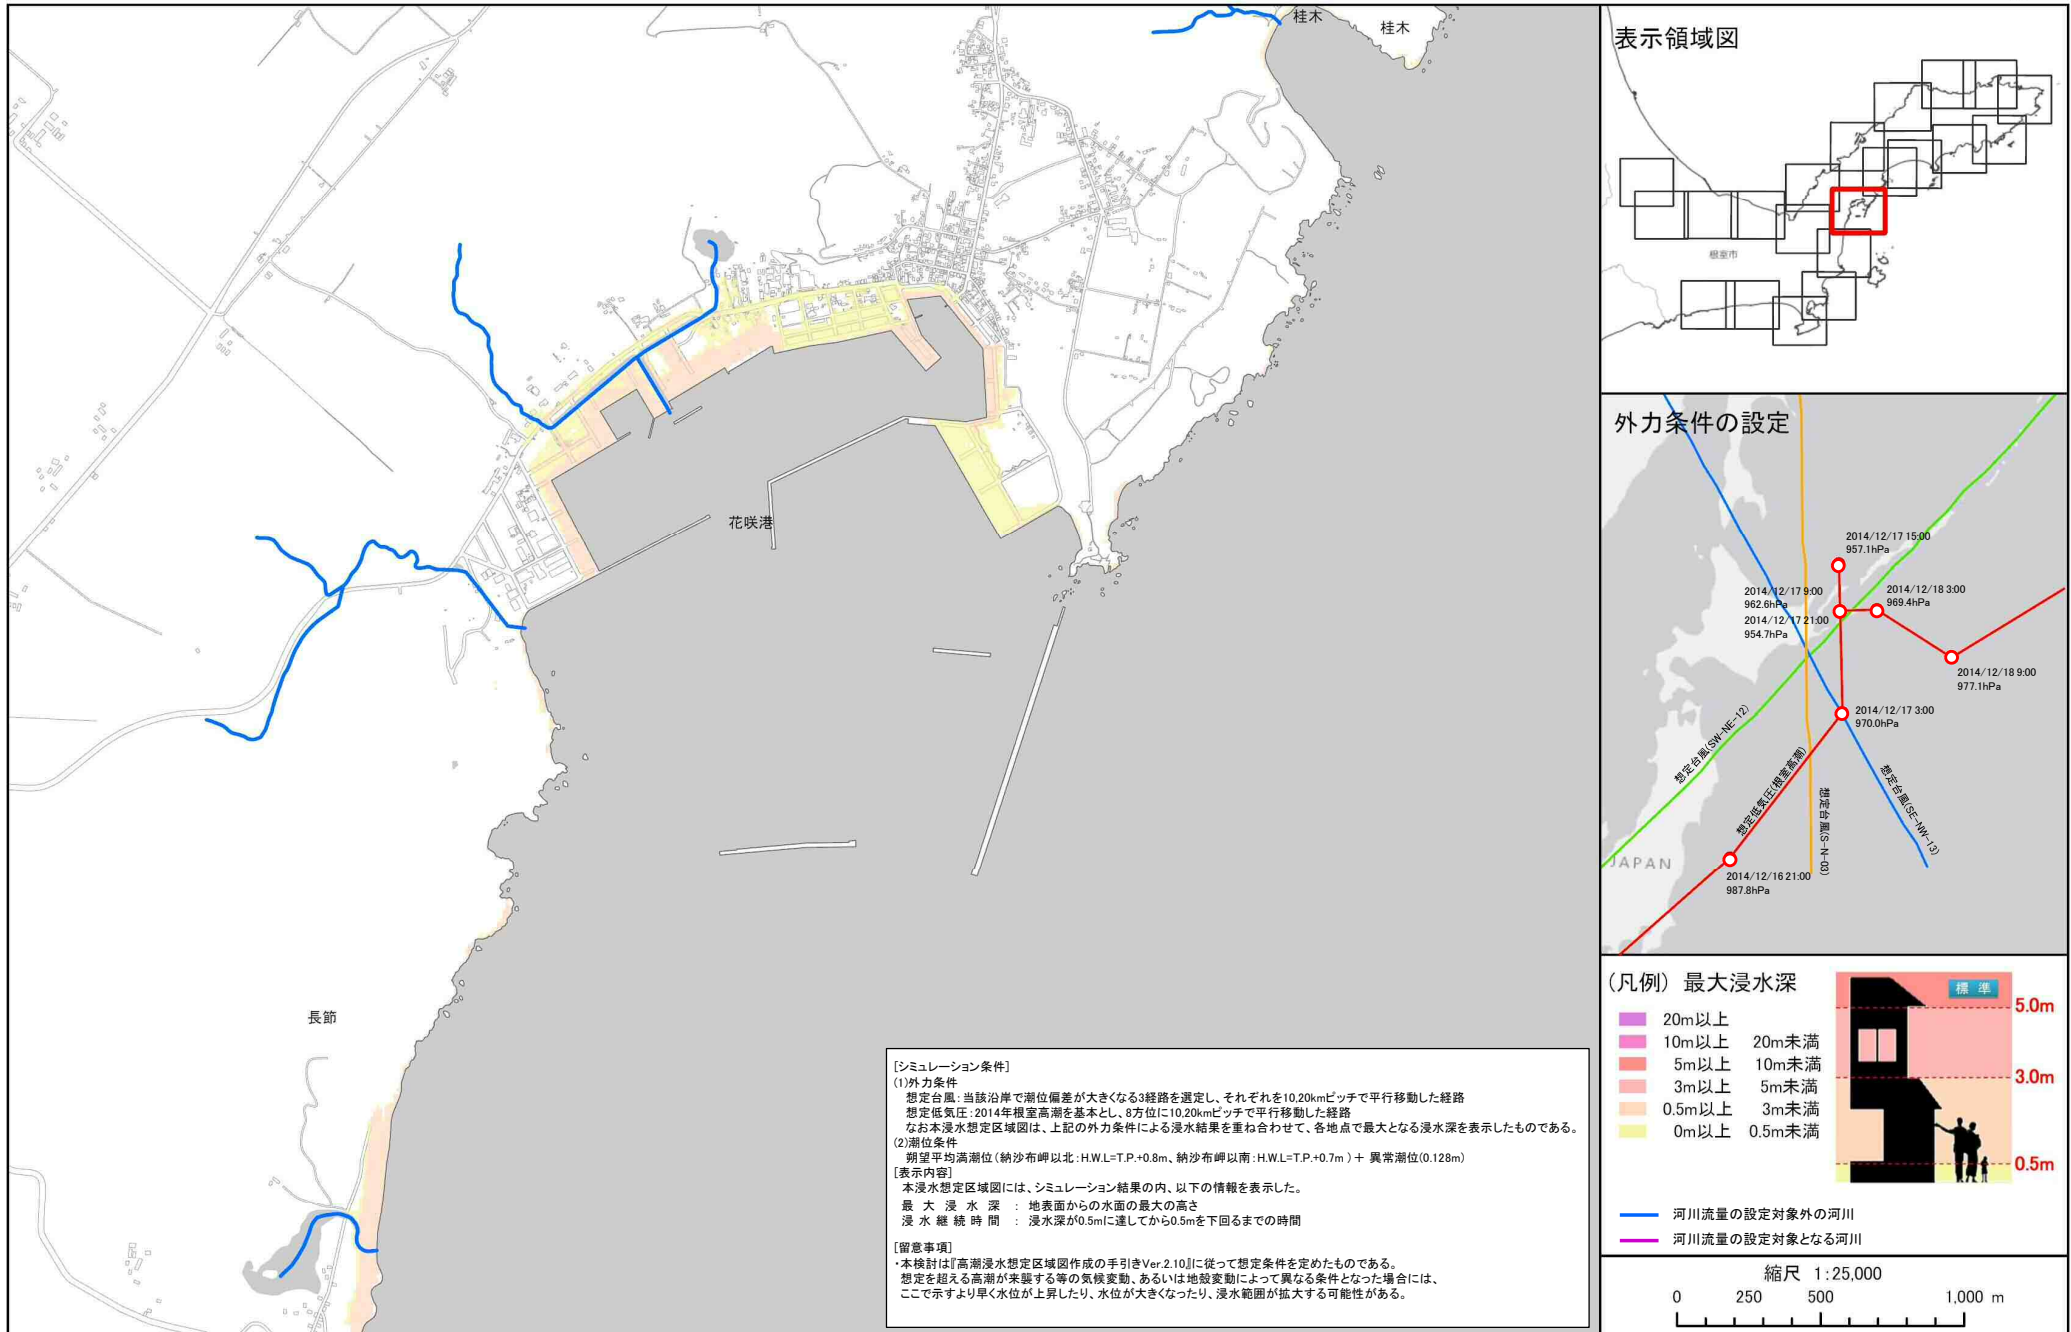 桂木
桂木
花咲港
長節
[シミュレーション条件]
(1)外力条件
想定台風：当該沿岸で潮位偏差が大きくなる3経路を選定し、それぞれを10,20kmピッチで平行移動した経路
想定低気圧：2014年根室高潮を基本とし、8方位に10,20kmピッチで平行移動した経路
なお本浸水想定区域図は、上記の外力条件による浸水結果を重ね合わせて、各地点で最大となる浸水深を表示したものである。
(2)潮位条件
朔望平均満潮位（納沙布岬以北：H.W.L=T.P.+0.8m、納沙布岬以南：H.W.L=T.P.+0.7m ）＋ 異常潮位(0.128m)
[表示内容]
本浸水想定区域図には、シミュレーション結果の内、以下の情報を表示した。
最 大 浸 水 深 ： 地表面からの水面の最大の高さ
浸 水 継 続 時 間 ： 浸水深が0.5mに達してから0.5mを下回るまでの時間
[留意事項]
・本検討は『高潮浸水想定区域図作成の手引きVer.2.10』に従って想定条件を定めたものである。
想定を超える高潮が来襲する等の気候変動、あるいは地殻変動によって異なる条件となった場合には、
ここで示すより早く水位が上昇したり、水位が大きくなったり、浸水範囲が拡大する可能性がある。
表示領域図
根室市
外力条件の設定
2014/12/17 15:00
957.1hPa
2014/12/17 9:00
962.6hPa
2014/12/17 21:00
954.7hPa
2014/12/18 3:00
969.4hPa
2014/12/18 9:00
977.1hPa
2014/12/17 3:00
970.0hPa
想定台風(SW-NE-12)
想定低気圧(根室高潮)
想定台風(S-N-03)
想定台風(SE-NW-13)
JAPAN
2014/12/16 21:00
987.8hPa
(凡例) 最大浸水深
標 準
20m以上
10m以上 20m未満
5m以上 10m未満
3m以上 5m未満
0.5m以上 3m未満
0m以上 0.5m未満
5.0m
3.0m
0.5m
河川流量の設定対象外の河川
河川流量の設定対象となる河川
縮尺 1:25,000
0 250 500 1,000 m